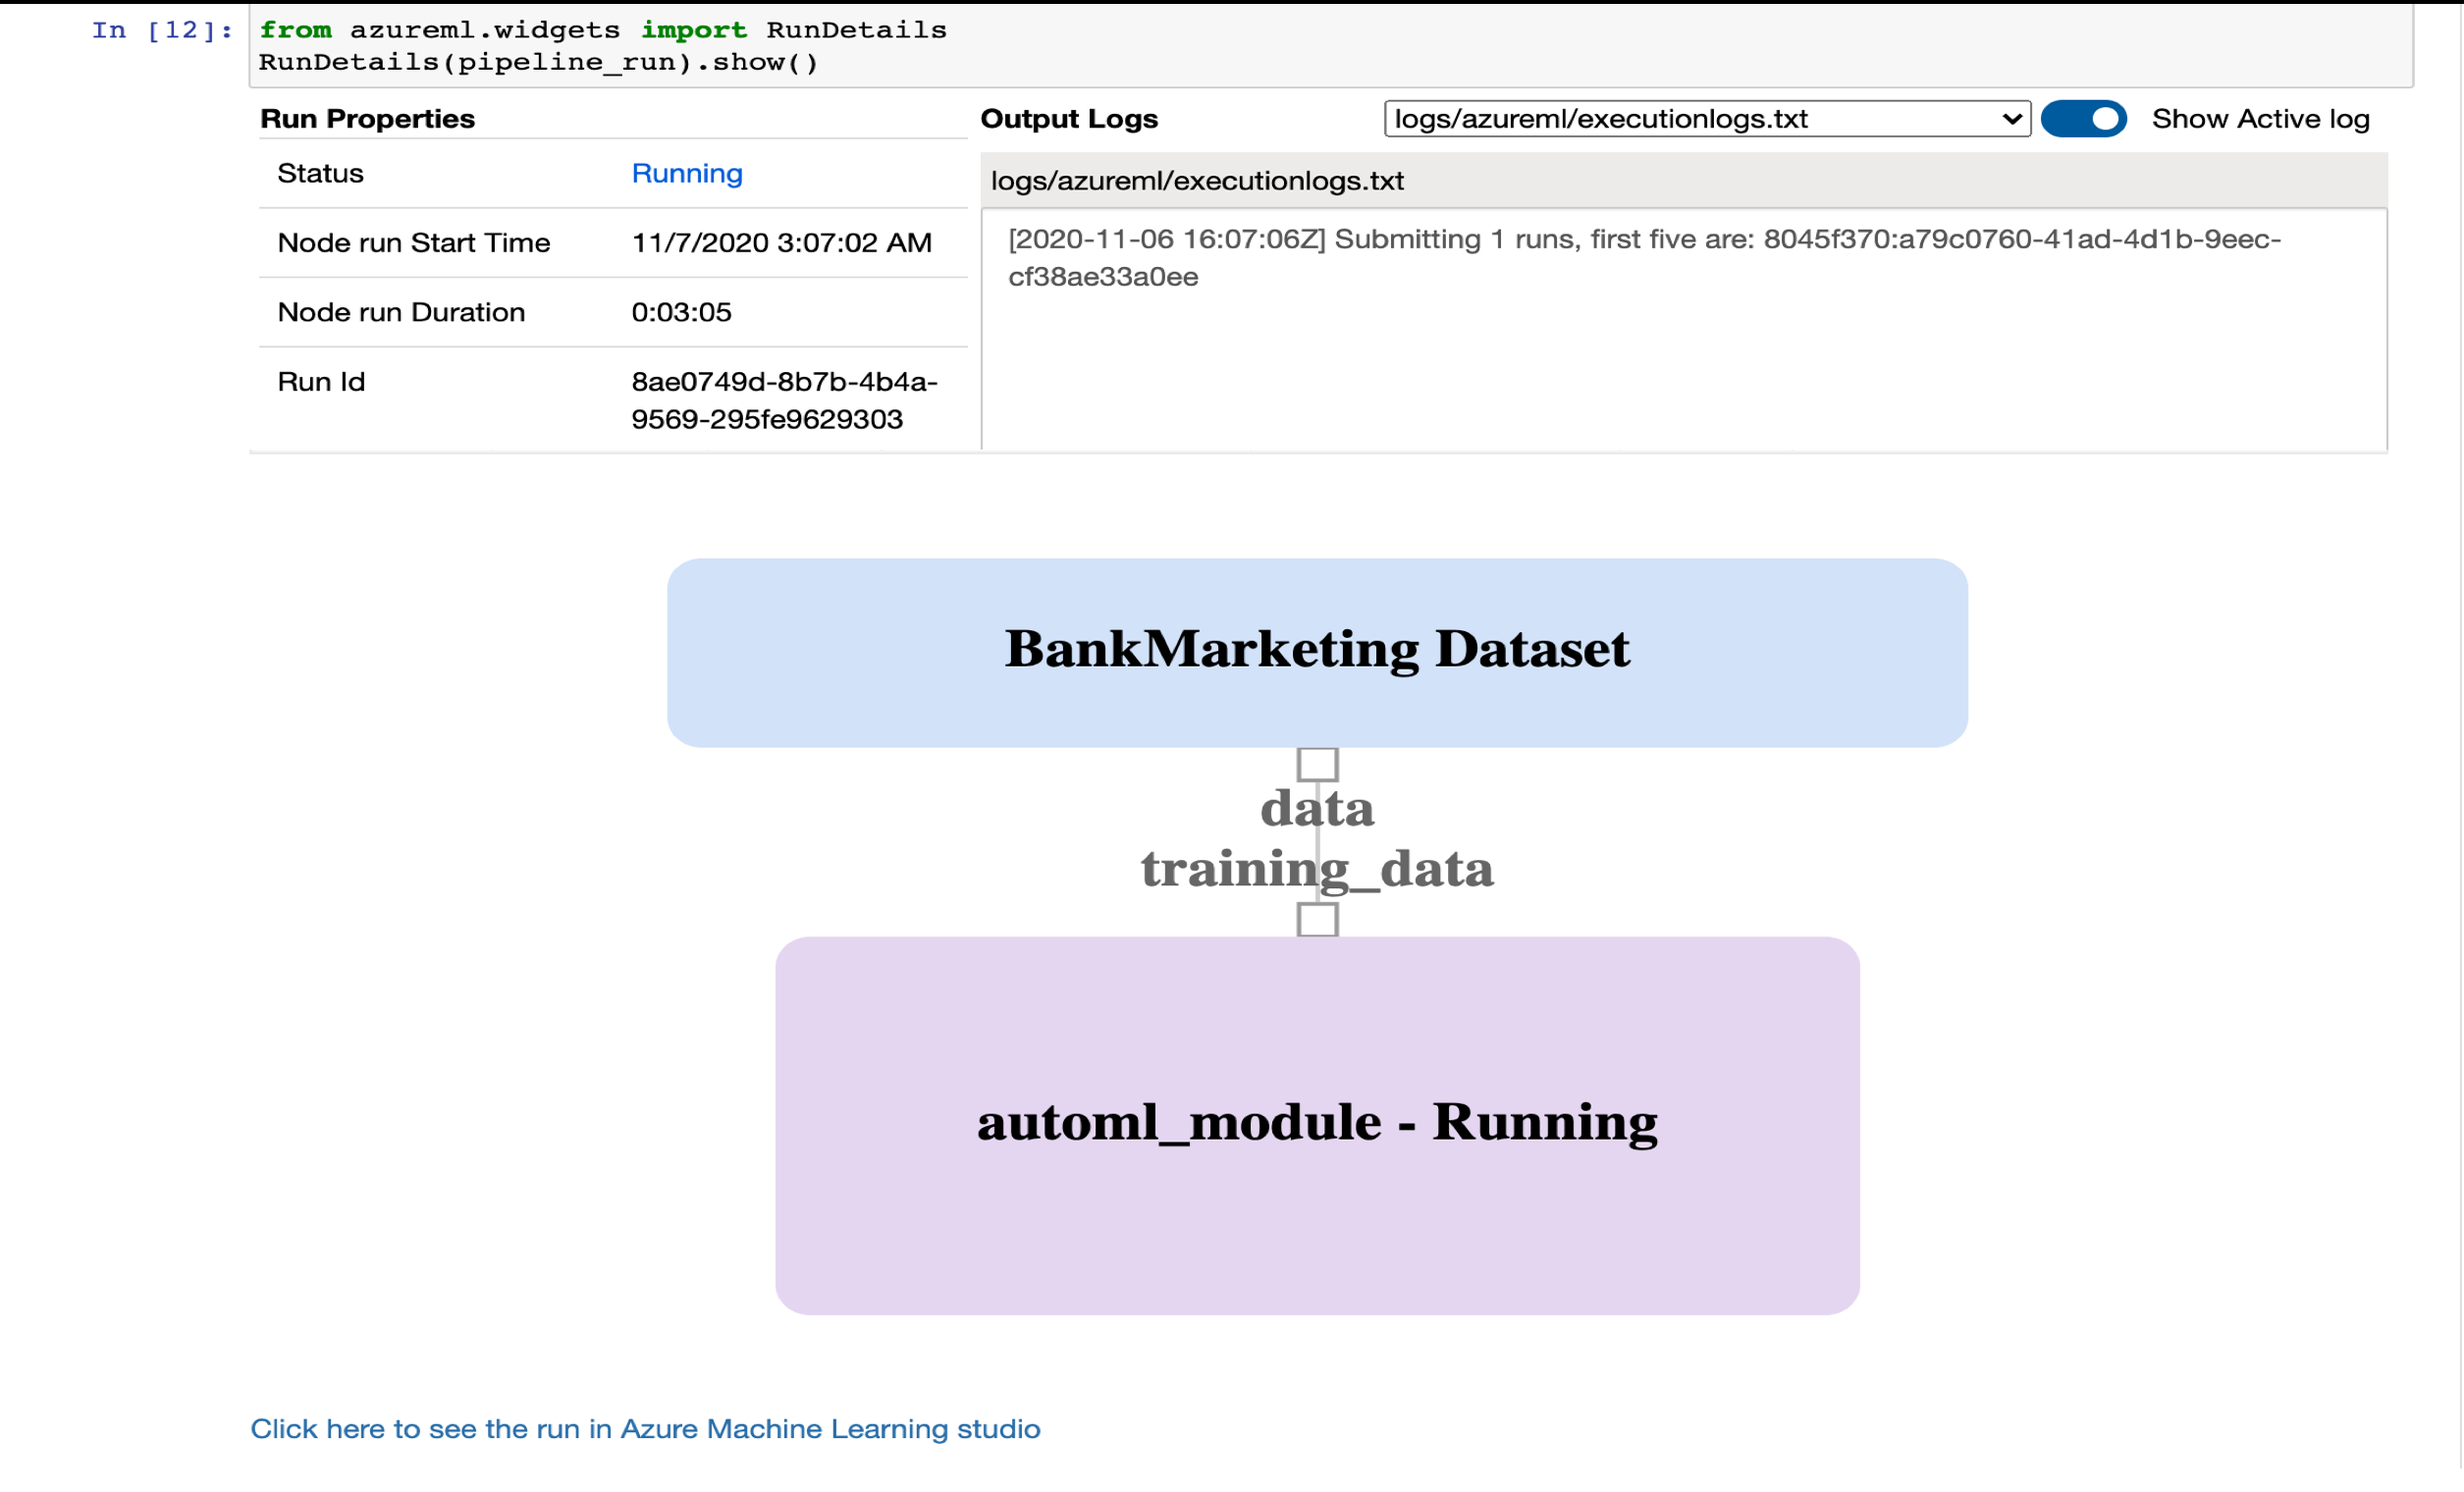 In [12]: from azureml.widgets import RunDetails
RunDetails(pipeline_run).show()
Run Properties
Status Running
Node run Start Time 11/7/2020 3:07:02 AM
Node run Duration 0:03:05
Run Id 8ae0749d-8b7b-4b4a-
9569-295fe9629303
Output Logs logs/azureml/executionlogs.txt Show Active log
logs/azureml/executionlogs.txt
[2020-11-06 16:07:06Z] Submitting 1 runs, first five are: 8045f370:a79c0760-41ad-4d1b-9eec-
cf38ae33a0ee
BankMarketing Dataset
data
training_data
automl_module - Running
Click here to see the run in Azure Machine Learning studio